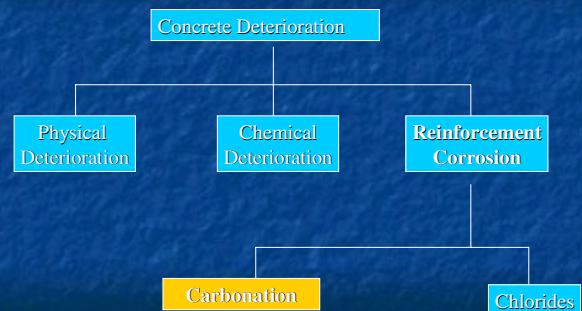 Concrete Deterioration
Physical
Deterioration
Chemical
Deterioration
Reinforcement
Corrosion
Carbonation
Chlorides